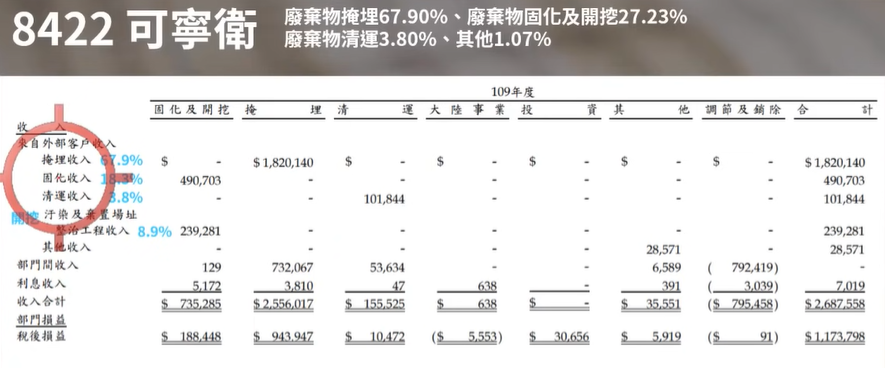 8422 可寧衛
廢棄物掩埋67.90%、廢棄物固化及開挖27.23%
廢棄物清運3.80%、其他1.07%
109年度
固化及開挖 掩埋 清運 大陸事業 投資 其他 調節及銷除 合計
收入
來自外部客戶收入
掩埋收入 67.9% $ - $ 1,820,140 $ - $ - $ - $ - $ - $ 1,820,140
固化收入 18.3% 490,703 - - - - - - 490,703
清運收入 3.8% - - 101,844 - - - - 101,844
開挖 汙染及棄置場址
整治工程收入 8.9% 239,281 - - - - - - 239,281
其他收入 - - - - - 28,571 - 28,571
部門間收入 129 732,067 53,634 - - 6,589 ( 792,419) -
利息收入 5,172 3,810 47 638 - 391 ( 3,039) 7,019
收入合計 $ 735,285 $ 2,556,017 $ 155,525 $ 638 $ - $ 35,551 ($ 795,458) $ 2,687,558
部門損益
稅後損益 $ 188,448 $ 943,947 $ 10,472 ($ 5,553) $ 30,656 $ 5,919 ($ 91) $ 1,173,798